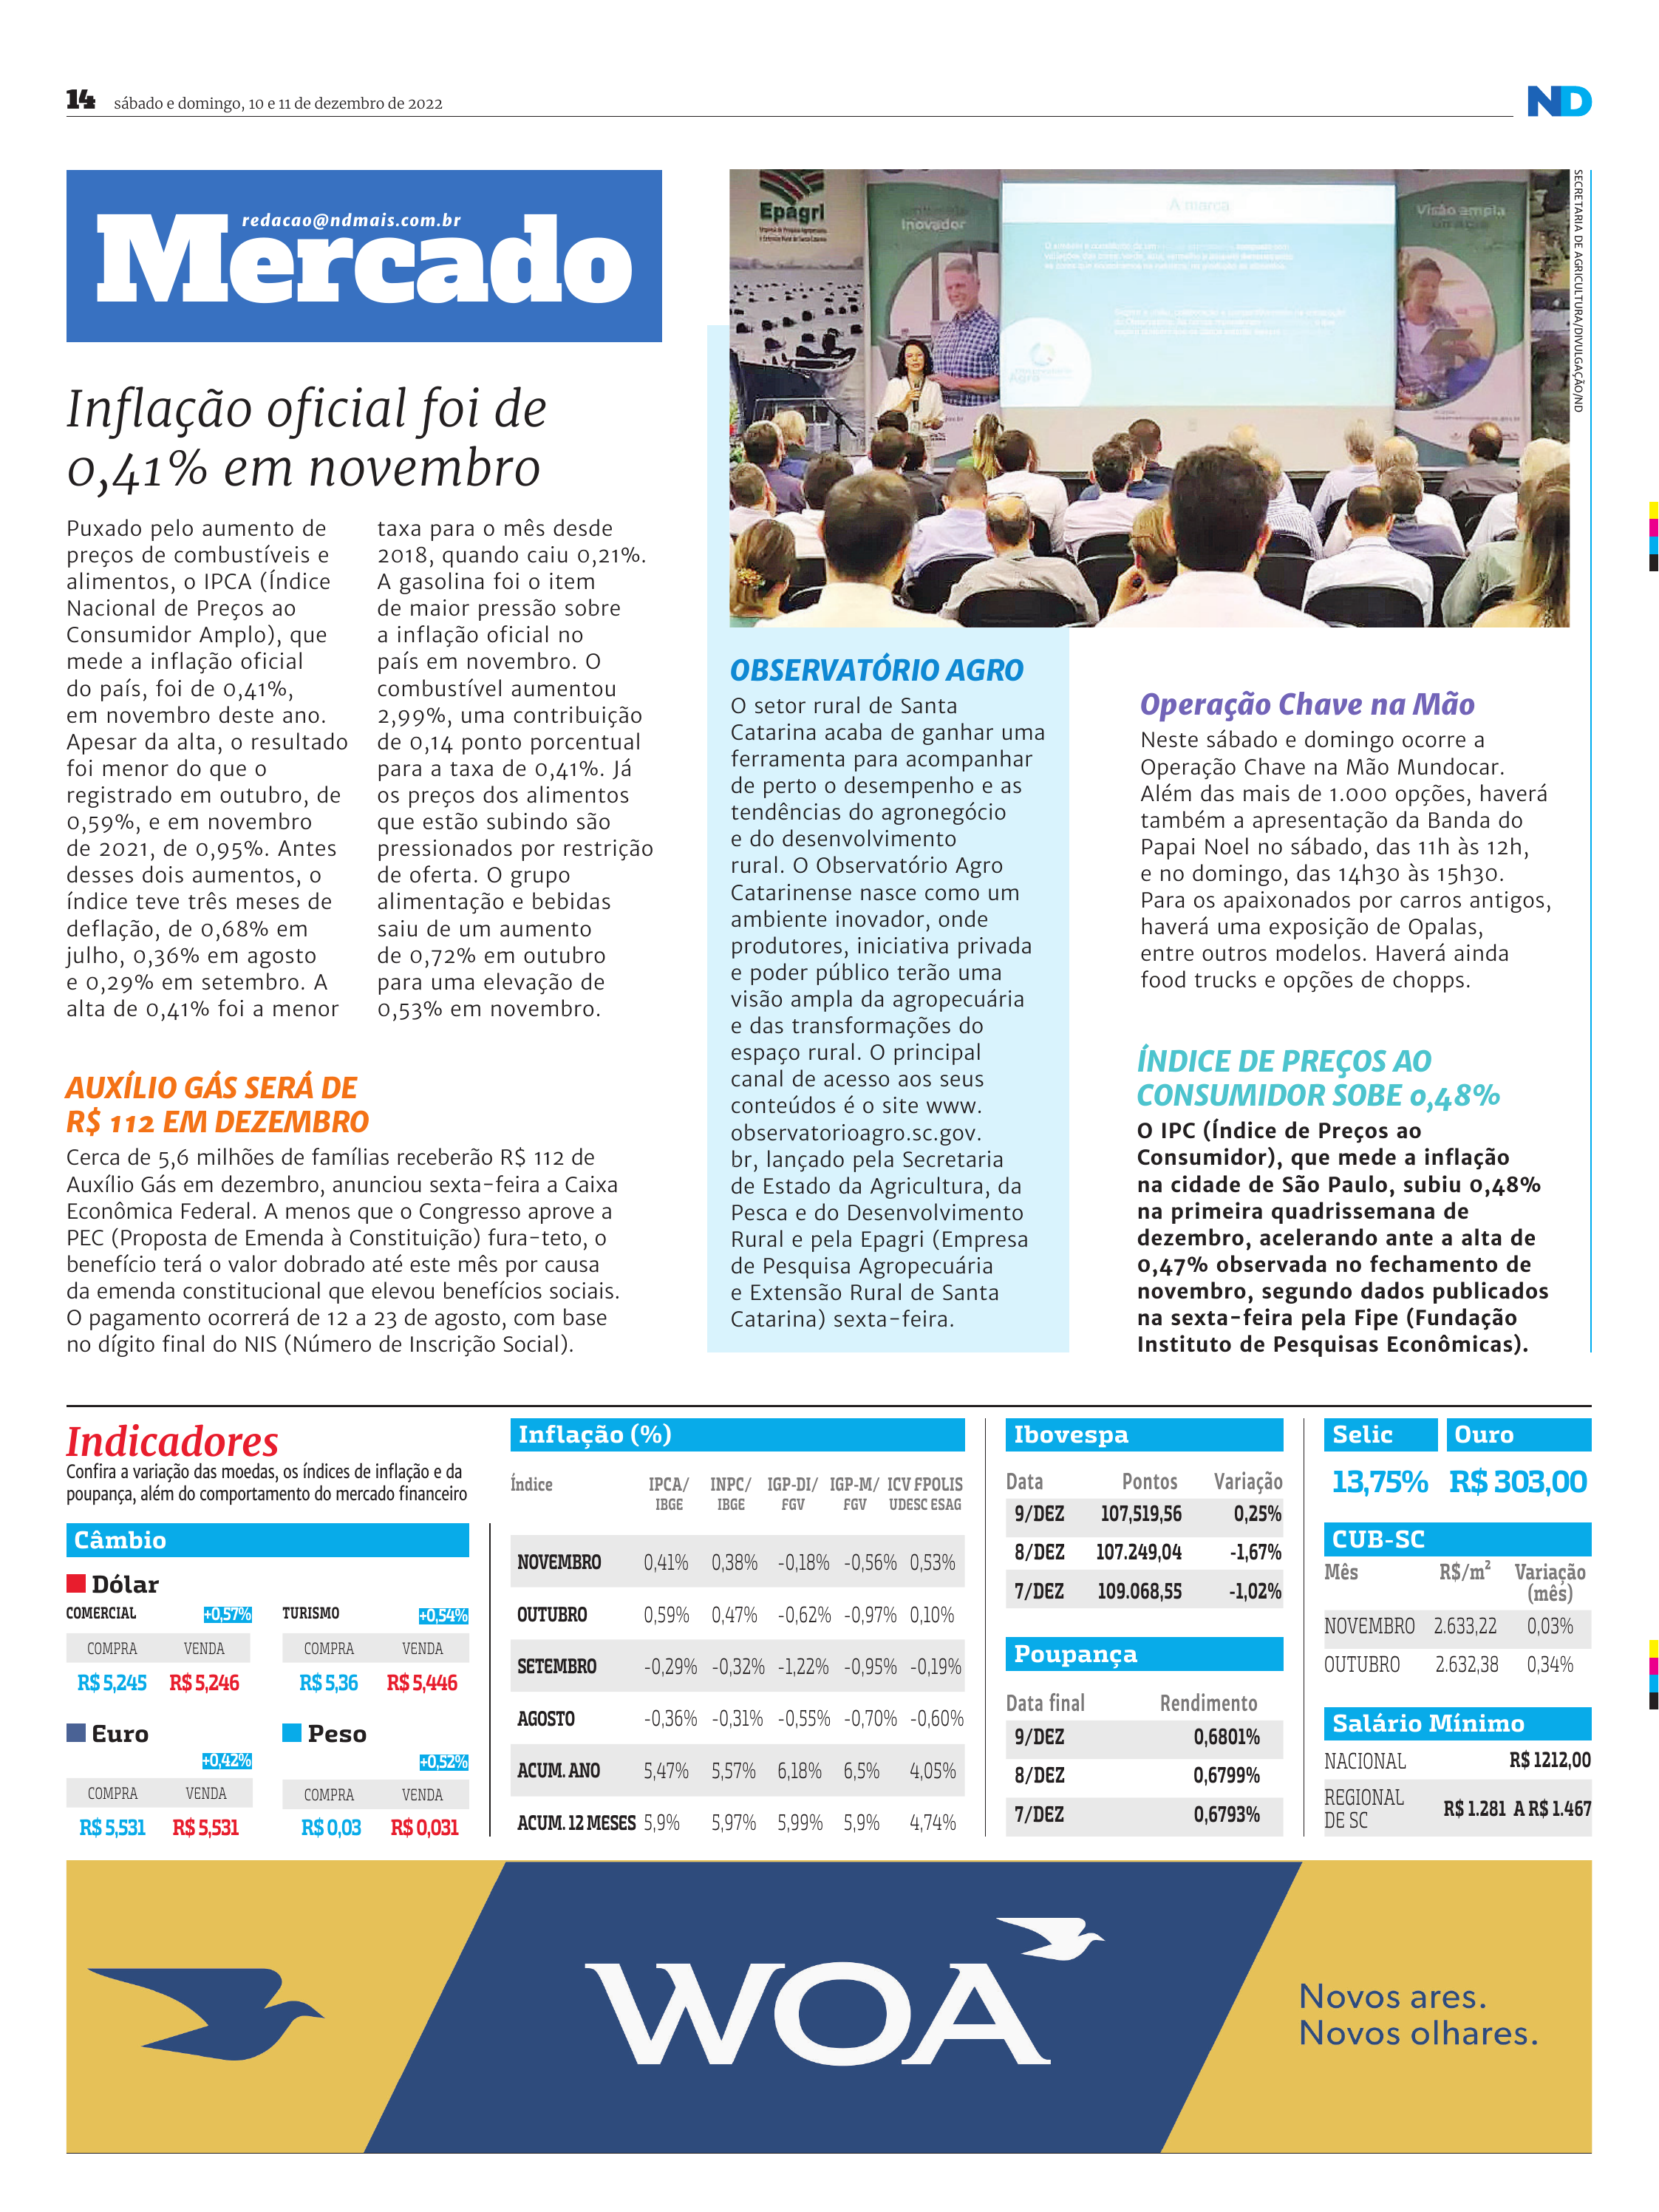 14 sábado e domingo, 10 e 11 de dezembro de 2022
ND
redacao@ndmais.com.br
Mercado
Inflação oficial foi de
0,41% em novembro
Puxado pelo aumento de
preços de combustíveis e
alimentos, o IPCA (Índice
Nacional de Preços ao
Consumidor Amplo), que
mede a inflação oficial
do país, foi de 0,41%,
em novembro deste ano.
Apesar da alta, o resultado
foi menor do que o
registrado em outubro, de
0,59%, e em novembro
de 2021, de 0,95%. Antes
desses dois aumentos, o
índice teve três meses de
deflação, de 0,68% em
julho, 0,36% em agosto
e 0,29% em setembro. A
alta de 0,41% foi a menor
taxa para o mês desde
2018, quando caiu 0,21%.
A gasolina foi o item
de maior pressão sobre
a inflação oficial no
país em novembro. O
combustível aumentou
2,99%, uma contribuição
de 0,14 ponto porcentual
para a taxa de 0,41%. Já
os preços dos alimentos
que estão subindo são
pressionados por restrição
de oferta. O grupo
alimentação e bebidas
saiu de um aumento
de 0,72% em outubro
para uma elevação de
0,53% em novembro.
AUXÍLIO GÁS SERÁ DE
R$ 112 EM DEZEMBRO
Cerca de 5,6 milhões de famílias receberão R$ 112 de
Auxílio Gás em dezembro, anunciou sexta-feira a Caixa
Econômica Federal. A menos que o Congresso aprove a
PEC (Proposta de Emenda à Constituição) fura-teto, o
benefício terá o valor dobrado até este mês por causa
da emenda constitucional que elevou benefícios sociais.
O pagamento ocorrerá de 12 a 23 de agosto, com base
no dígito final do NIS (Número de Inscrição Social).
Epagri
Inovador
A marca
Visão ampla
Agro
SECRETARIA DE AGRICULTURA/DIVULGAÇÃO/ND
OBSERVATÓRIO AGRO
O setor rural de Santa
Catarina acaba de ganhar uma
ferramenta para acompanhar
de perto o desempenho e as
tendências do agronegócio
e do desenvolvimento
rural. O Observatório Agro
Catarinense nasce como um
ambiente inovador, onde
produtores, iniciativa privada
e poder público terão uma
visão ampla da agropecuária
e das transformações do
espaço rural. O principal
canal de acesso aos seus
conteúdos é o site www.
observatorioagro.sc.gov.
br, lançado pela Secretaria
de Estado da Agricultura, da
Pesca e do Desenvolvimento
Rural e pela Epagri (Empresa
de Pesquisa Agropecuária
e Extensão Rural de Santa
Catarina) sexta-feira.
Operação Chave na Mão
Neste sábado e domingo ocorre a
Operação Chave na Mão Mundocar.
Além das mais de 1.000 opções, haverá
também a apresentação da Banda do
Papai Noel no sábado, das 11h às 12h,
e no domingo, das 14h30 às 15h30.
Para os apaixonados por carros antigos,
haverá uma exposição de Opalas,
entre outros modelos. Haverá ainda
food trucks e opções de chopps.
ÍNDICE DE PREÇOS AO
CONSUMIDOR SOBE 0,48%
O IPC (Índice de Preços ao
Consumidor), que mede a inflação
na cidade de São Paulo, subiu 0,48%
na primeira quadrissemana de
dezembro, acelerando ante a alta de
0,47% observada no fechamento de
novembro, segundo dados publicados
na sexta-feira pela Fipe (Fundação
Instituto de Pesquisas Econômicas).
Indicadores
Confira a variação das moedas, os índices de inflação e da
poupança, além do comportamento do mercado financeiro
Câmbio
Dólar
COMERCIAL +0,57% TURISMO +0,54%
COMPRA VENDA COMPRA VENDA
R$ 5,245 R$ 5,246 R$ 5,36 R$ 5,446
Euro Peso
+0,42% +0,52%
COMPRA VENDA COMPRA VENDA
R$ 5,531 R$ 5,531 R$ 0,03 R$ 0,031
Inflação (%)
Índice IPCA/ INPC/ IGP-DI/ IGP-M/ ICV FPOLIS
IBGE IBGE FGV FGV UDESC ESAG
NOVEMBRO 0,41% 0,38% -0,18% -0,56% 0,53%
OUTUBRO 0,59% 0,47% -0,62% -0,97% 0,10%
SETEMBRO -0,29% -0,32% -1,22% -0,95% -0,19%
AGOSTO -0,36% -0,31% -0,55% -0,70% -0,60%
ACUM. ANO 5,47% 5,57% 6,18% 6,5% 4,05%
ACUM. 12 MESES 5,9% 5,97% 5,99% 5,9% 4,74%
Ibovespa
Data Pontos Variação
9/DEZ 107,519,56 0,25%
8/DEZ 107.249,04 -1,67%
7/DEZ 109.068,55 -1,02%
Poupança
Data final Rendimento
9/DEZ 0,6801%
8/DEZ 0,6799%
7/DEZ 0,6793%
Selic Ouro
13,75% R$ 303,00
CUB-SC
Mês R$/m² Variação
(mês)
NOVEMBRO 2.633,22 0,03%
OUTUBRO 2.632,38 0,34%
Salário Mínimo
NACIONAL R$ 1212,00
REGIONAL
DE SC R$ 1.281 A R$ 1.467
WOA
Novos ares.
Novos olhares.